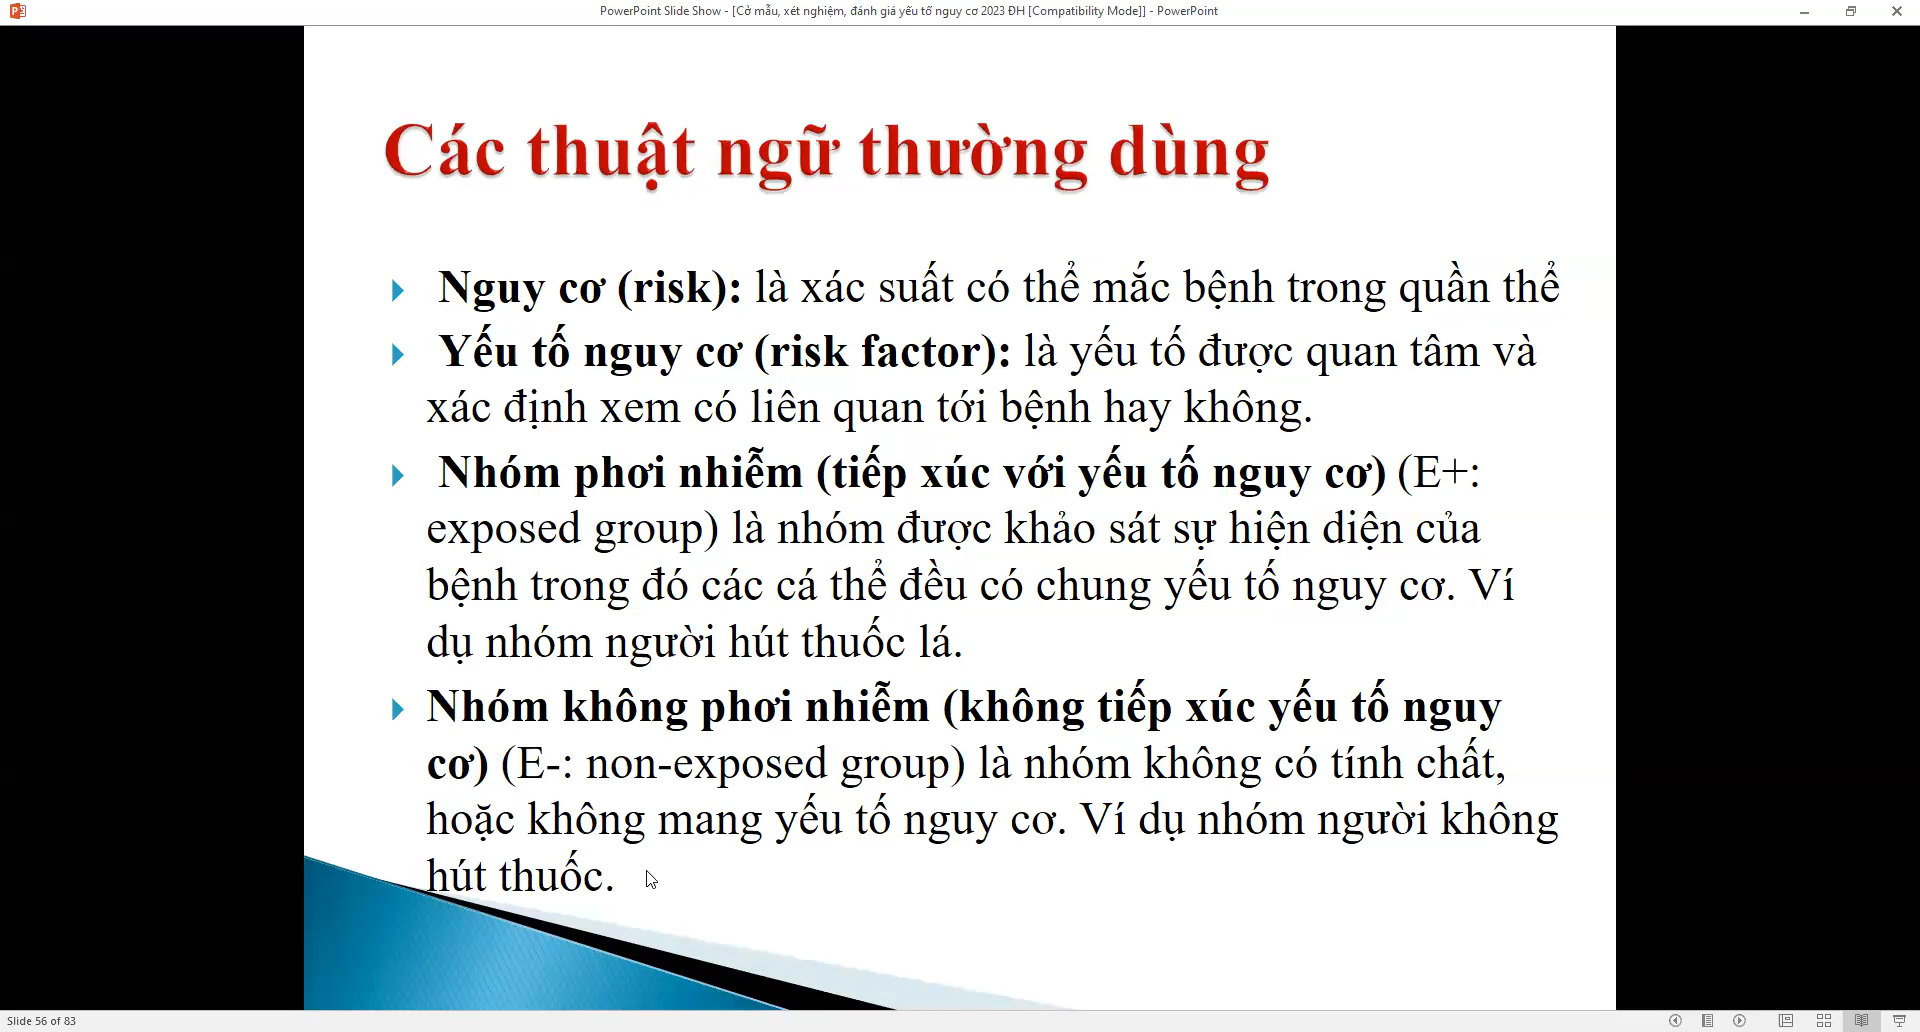 PowerPoint Slide Show - [Cở mẫu, xét nghiệm, đánh giá yếu tố nguy cơ 2023 ĐH [Compatibility Mode]] - PowerPoint
Các thuật ngữ thường dùng
Nguy cơ (risk): là xác suất có thể mắc bệnh trong quần thể
Yếu tố nguy cơ (risk factor): là yếu tố được quan tâm và
xác định xem có liên quan tới bệnh hay không.
Nhóm phơi nhiễm (tiếp xúc với yếu tố nguy cơ) (E+:
exposed group) là nhóm được khảo sát sự hiện diện của
bệnh trong đó các cá thể đều có chung yếu tố nguy cơ. Ví
dụ nhóm người hút thuốc lá.
Nhóm không phơi nhiễm (không tiếp xúc yếu tố nguy
cơ) (E-: non-exposed group) là nhóm không có tính chất,
hoặc không mang yếu tố nguy cơ. Ví dụ nhóm người không
hút thuốc.
Slide 56 of 83